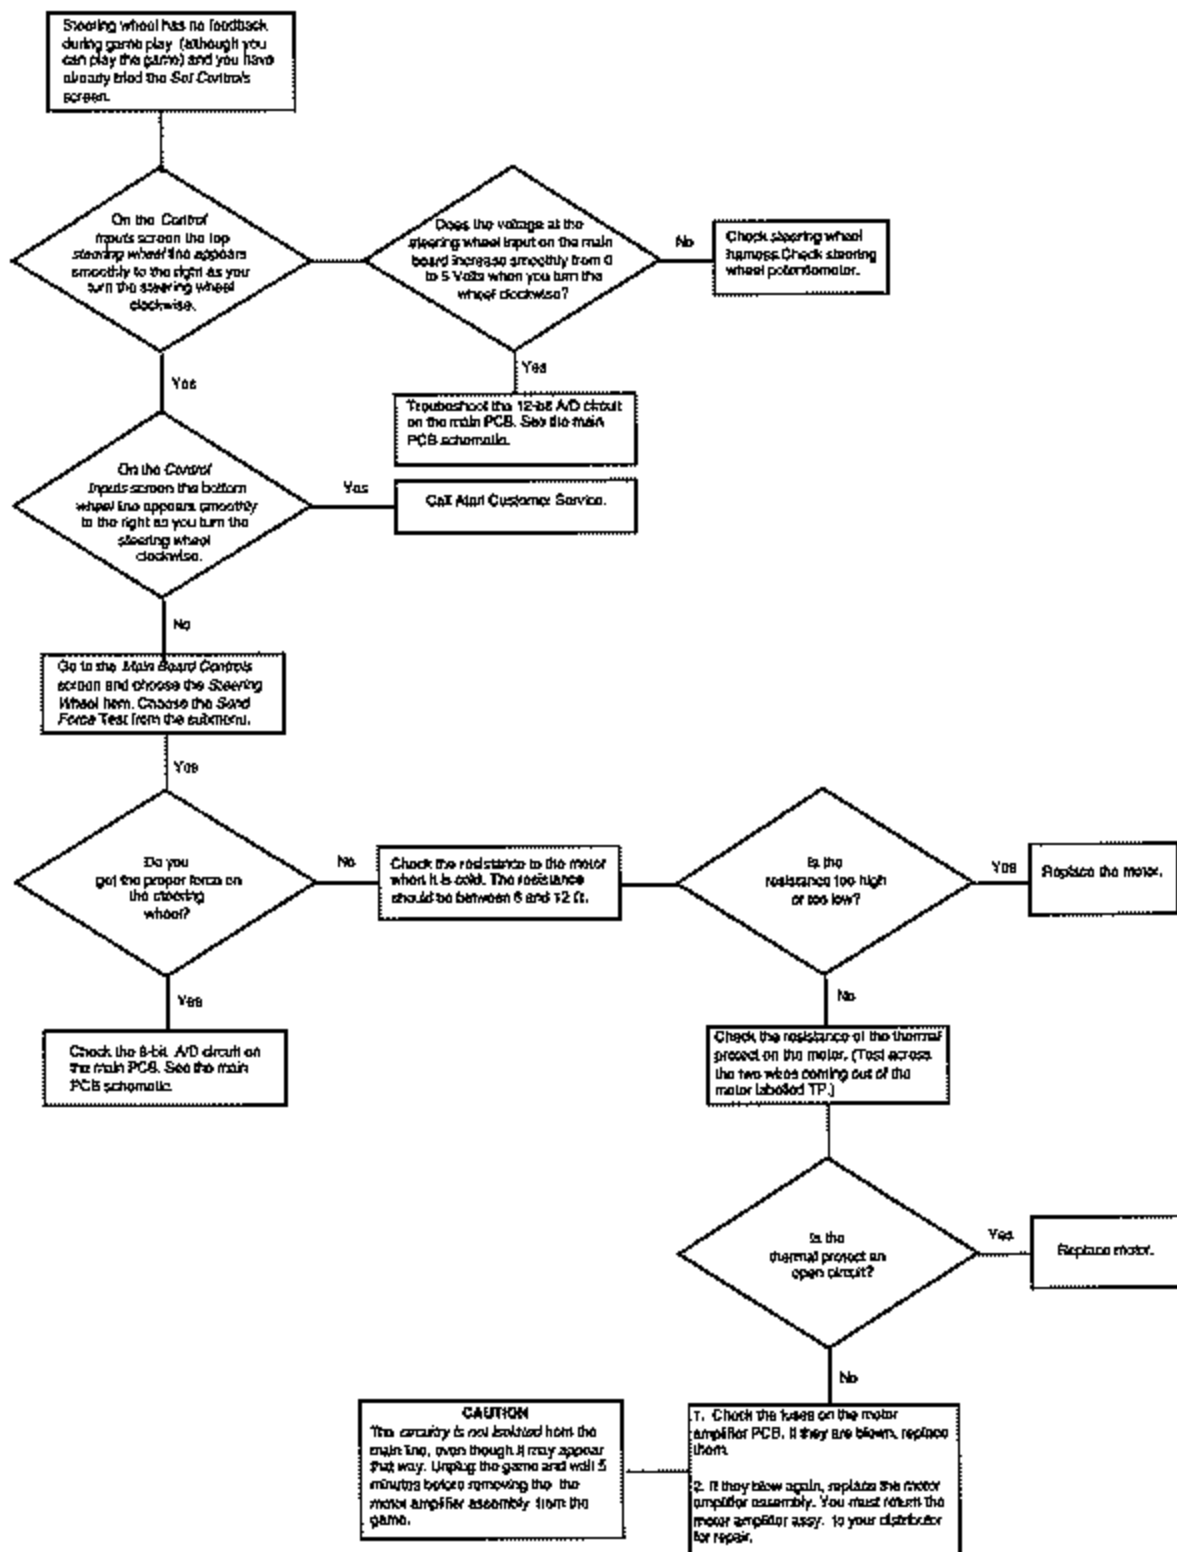 Steering wheel has no feedback
during game play (although you
can play the game) and you have
already tried the Set Controls
screen.
On the Control
Inputs screen the top
steering wheel line appears
smoothly to the right as you
turn the steering wheel
clockwise.
Does the voltage at the
steering wheel input on the main
board increase smoothly from 0
to 5 Volts when you turn the
wheel clockwise?
No
Check steering wheel
harness. Check steering
wheel potentiometer.
Yes
Yes
Troubeshoot the 12-bit A/D circuit
on the main PCB. See the main
PCB schematic.
On the Control
Inputs screen the bottom
wheel line appears smoothly
to the right as you turn the
steering wheel
clockwise.
Yes
Call Atari Customer Service.
No
Go to the Main Board Controls
screen and choose the Steering
Wheel item. Choose the Send
Force Test from the submenu.
Yes
Do you
get the proper force on
the steering
wheel?
No
Check the resistance to the motor
when it is cold. The resistance
should be between 6 and 12 Ω.
Is the
resistance too high
or too low?
Yes
Replace the motor.
Yes
Check the 8-bit A/D circuit on
the main PCB. See the main
PCB schematic.
No
Check the resistance of the thermal
protect on the motor. (Test across
the two wires coming out of the
motor labelled TP.)
Is the
thermal protect an
open circuit?
Yes
Replace motor.
No
CAUTION
The circuitry is not isolated from the
main line, even though it may appear
that way. Unplug the game and wait 5
minutes before removing the the
motor amplifier assembly from the
game.
1. Check the fuses on the motor
amplifier PCB. If they are blown, replace
them.
2. If they blow again, replace the motor
amplifier assembly. You must return the
motor amplifier assy. to your distributor
for repair.